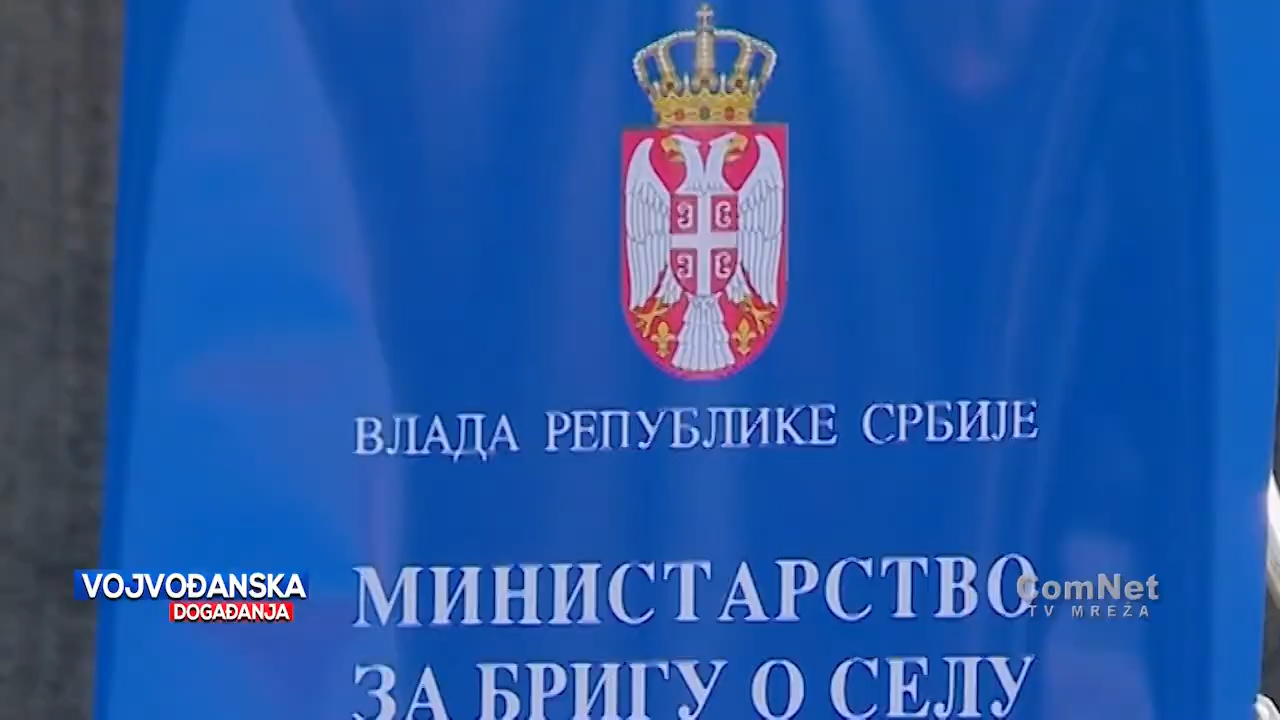 ВЛАДА РЕПУБЛИКЕ СРБИЈЕ
МИНИСТАРСТВО
ЗА БРИГУ О СЕЛУ
VOJVOĐANSKA
DOGAĐANJA
ComNet
TV MREŽA